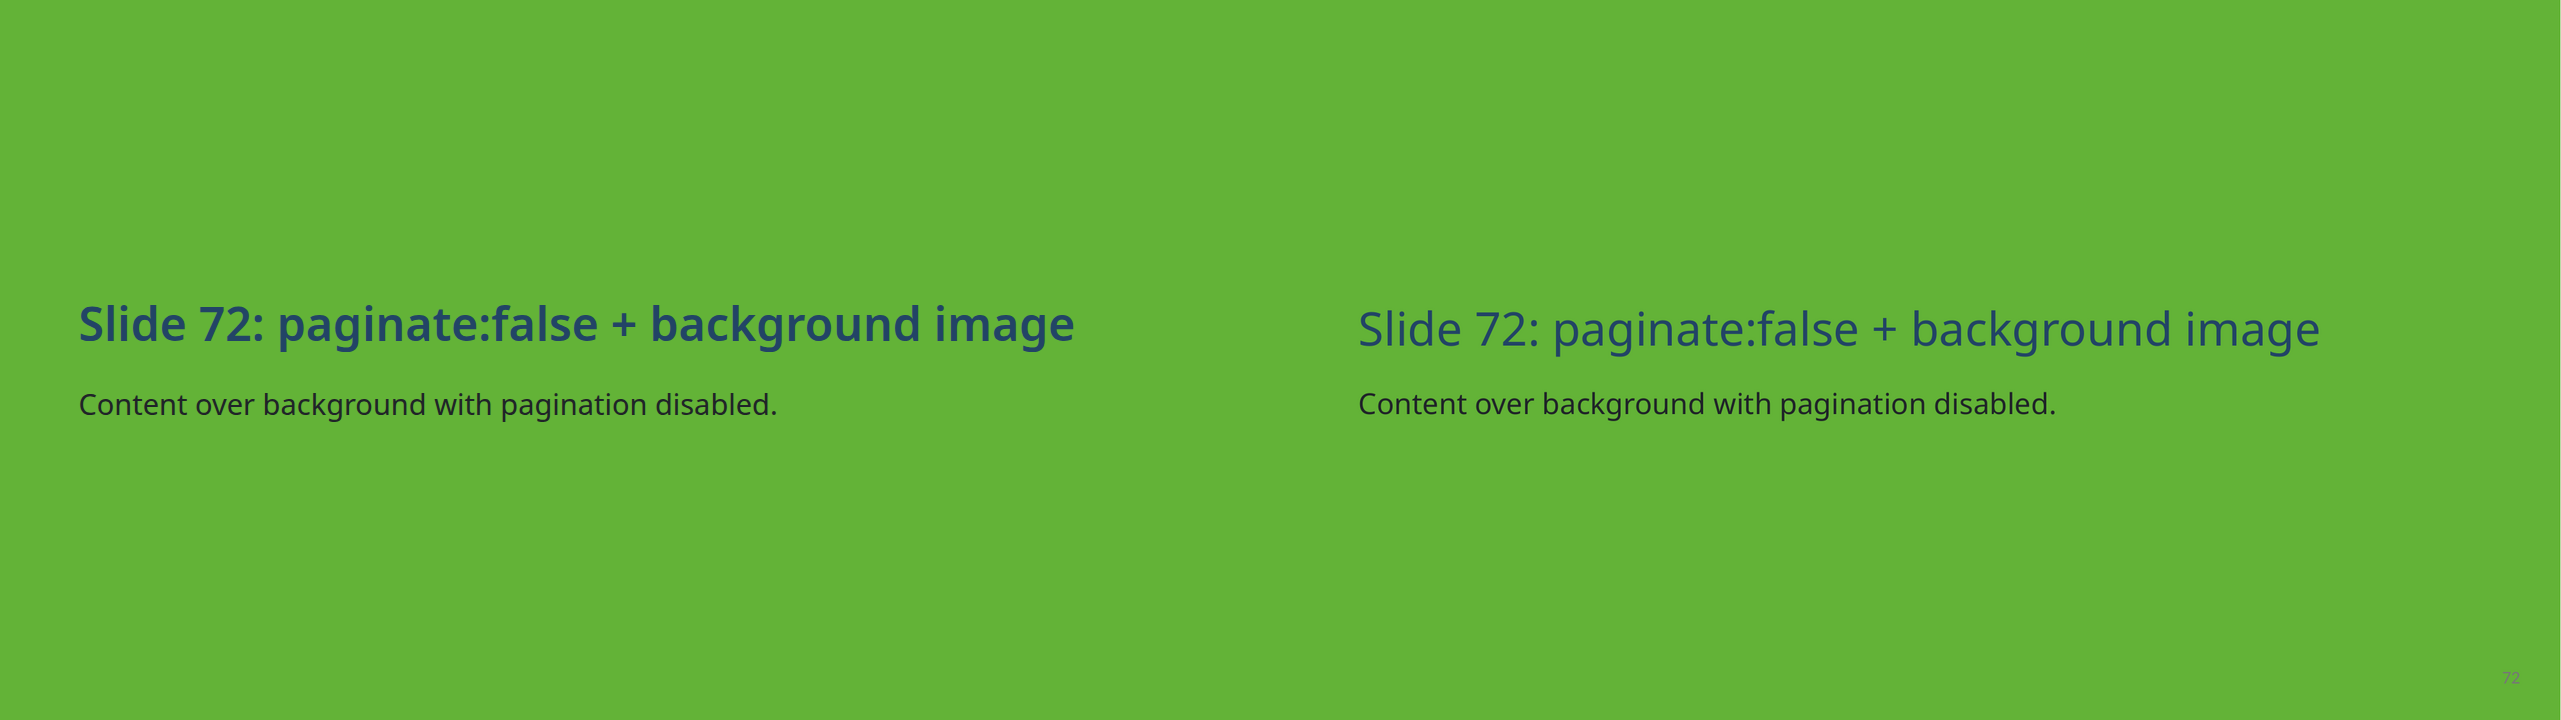 Slide 72: paginate:false + background image
Content over background with pagination disabled.
Slide 72: paginate:false + background image
Content over background with pagination disabled.
72